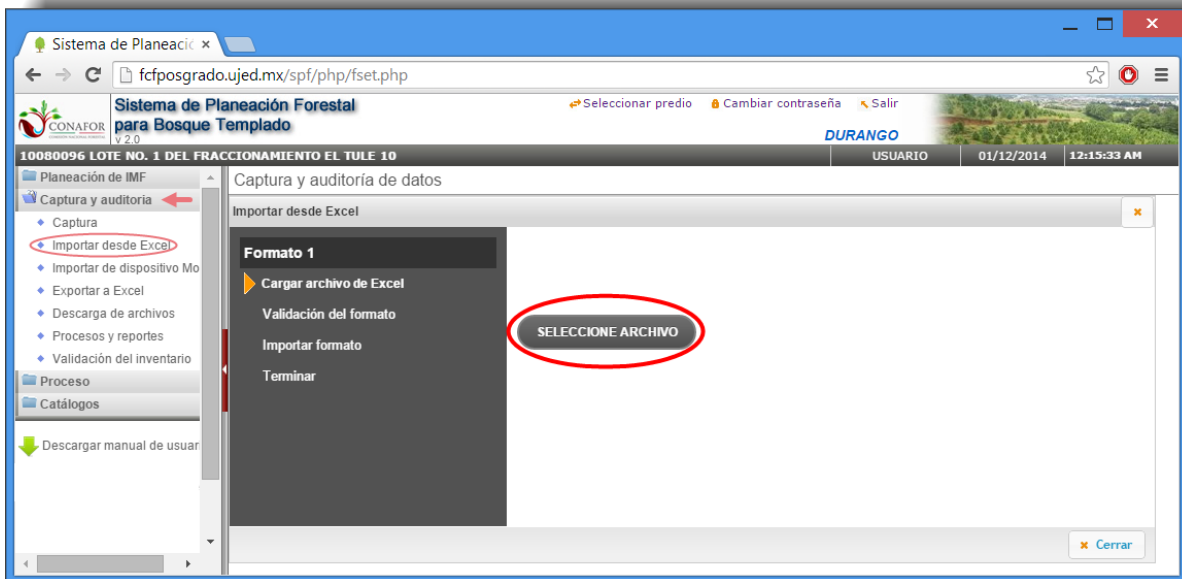 Sistema de Planeació
fcfposgrado.ujed.mx/spf/php/fset.php
CONAFOR
Sistema de Planeación Forestal
para Bosque Templado
v 2.0
Seleccionar predio
Cambiar contraseña
Salir
DURANGO
10080096 LOTE NO. 1 DEL FRACCIONAMIENTO EL TULE 10
USUARIO
01/12/2014
12:15:33 AM
Planeación de IMF
Captura y auditoria
Captura
Importar desde Excel
Importar de dispositivo Mo
Exportar a Excel
Descarga de archivos
Procesos y reportes
Validación del inventario
Proceso
Catálogos
Descargar manual de usuar
Captura y auditoría de datos
Importar desde Excel
Formato 1
Cargar archivo de Excel
Validación del formato
Importar formato
Terminar
SELECCIONE ARCHIVO
Cerrar